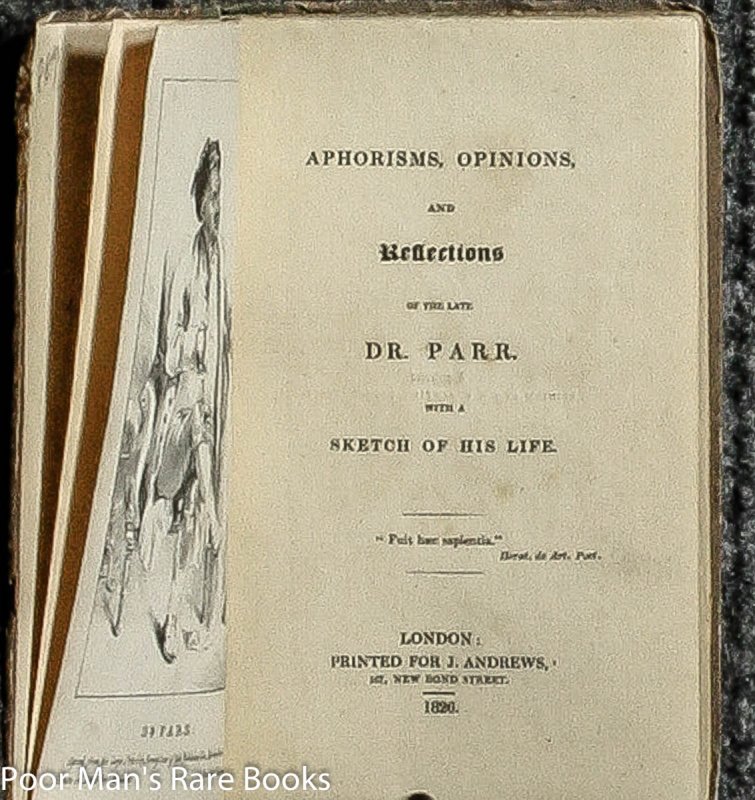 APHORISMS, OPINIONS,
AND
Reflections
OF THE LATE
DR. PARR.
WITH A
SKETCH OF HIS LIFE.
"Fuit hæc sapientia."
Horat. de Art. Poet.
LONDON:
PRINTED FOR J. ANDREWS,
167, NEW BOND STREET.
1826.
DR PARR.
Poor Man's Rare Books